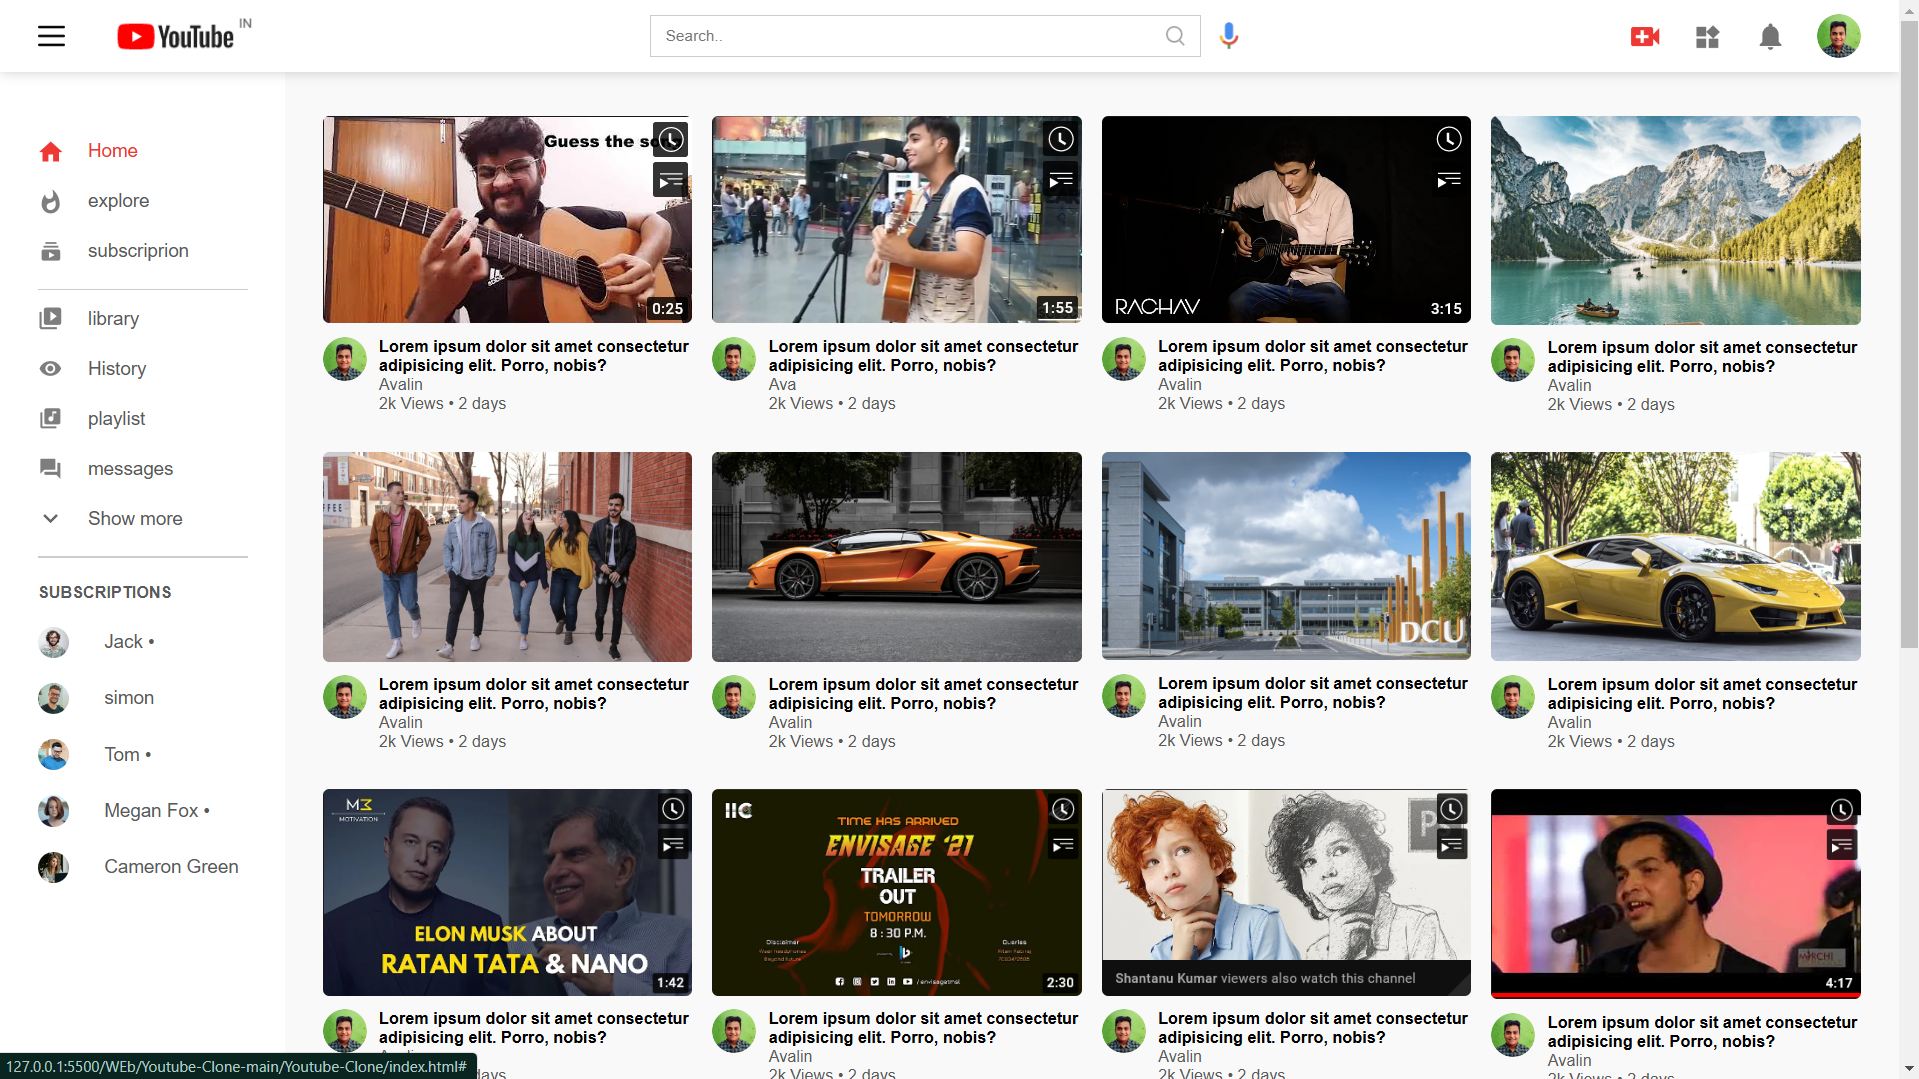 YouTube IN
Search..
Home
explore
subscriprion
library
History
playlist
messages
Show more
SUBSCRIPTIONS
Jack •
simon
Tom •
Megan Fox •
Cameron Green
Guess the so
0:25
Lorem ipsum dolor sit amet consectetur
adipisicing elit. Porro, nobis?
Avalin
2k Views • 2 days
1:55
Lorem ipsum dolor sit amet consectetur
adipisicing elit. Porro, nobis?
Ava
2k Views • 2 days
RAGHAV
3:15
Lorem ipsum dolor sit amet consectetur
adipisicing elit. Porro, nobis?
Avalin
2k Views • 2 days
Lorem ipsum dolor sit amet consectetur
adipisicing elit. Porro, nobis?
Avalin
2k Views • 2 days
FFEE
Lorem ipsum dolor sit amet consectetur
adipisicing elit. Porro, nobis?
Avalin
2k Views • 2 days
Lorem ipsum dolor sit amet consectetur
adipisicing elit. Porro, nobis?
Avalin
2k Views • 2 days
DCU
Lorem ipsum dolor sit amet consectetur
adipisicing elit. Porro, nobis?
Avalin
2k Views • 2 days
Lorem ipsum dolor sit amet consectetur
adipisicing elit. Porro, nobis?
Avalin
2k Views • 2 days
MOTIVATION
ELON MUSK ABOUT
RATAN TATA & NANO
1:42
Lorem ipsum dolor sit amet consectetur
adipisicing elit. Porro, nobis?
IIC
TIME HAS ARRIVED
ENVISAGE '21
TRAILER
OUT
TOMORROW
8:30 P.M.
Disclaimer
Queries
2:30
Lorem ipsum dolor sit amet consectetur
adipisicing elit. Porro, nobis?
Avalin
2k Views • 2 days
Shantanu Kumar viewers also watch this channel
Lorem ipsum dolor sit amet consectetur
adipisicing elit. Porro, nobis?
Avalin
2k Views • 2 days
MIRCHI
4:17
Lorem ipsum dolor sit amet consectetur
adipisicing elit. Porro, nobis?
Avalin
2k Views • 2 days
127.0.0.1:5500/WEb/Youtube-Clone-main/Youtube-Clone/index.html#